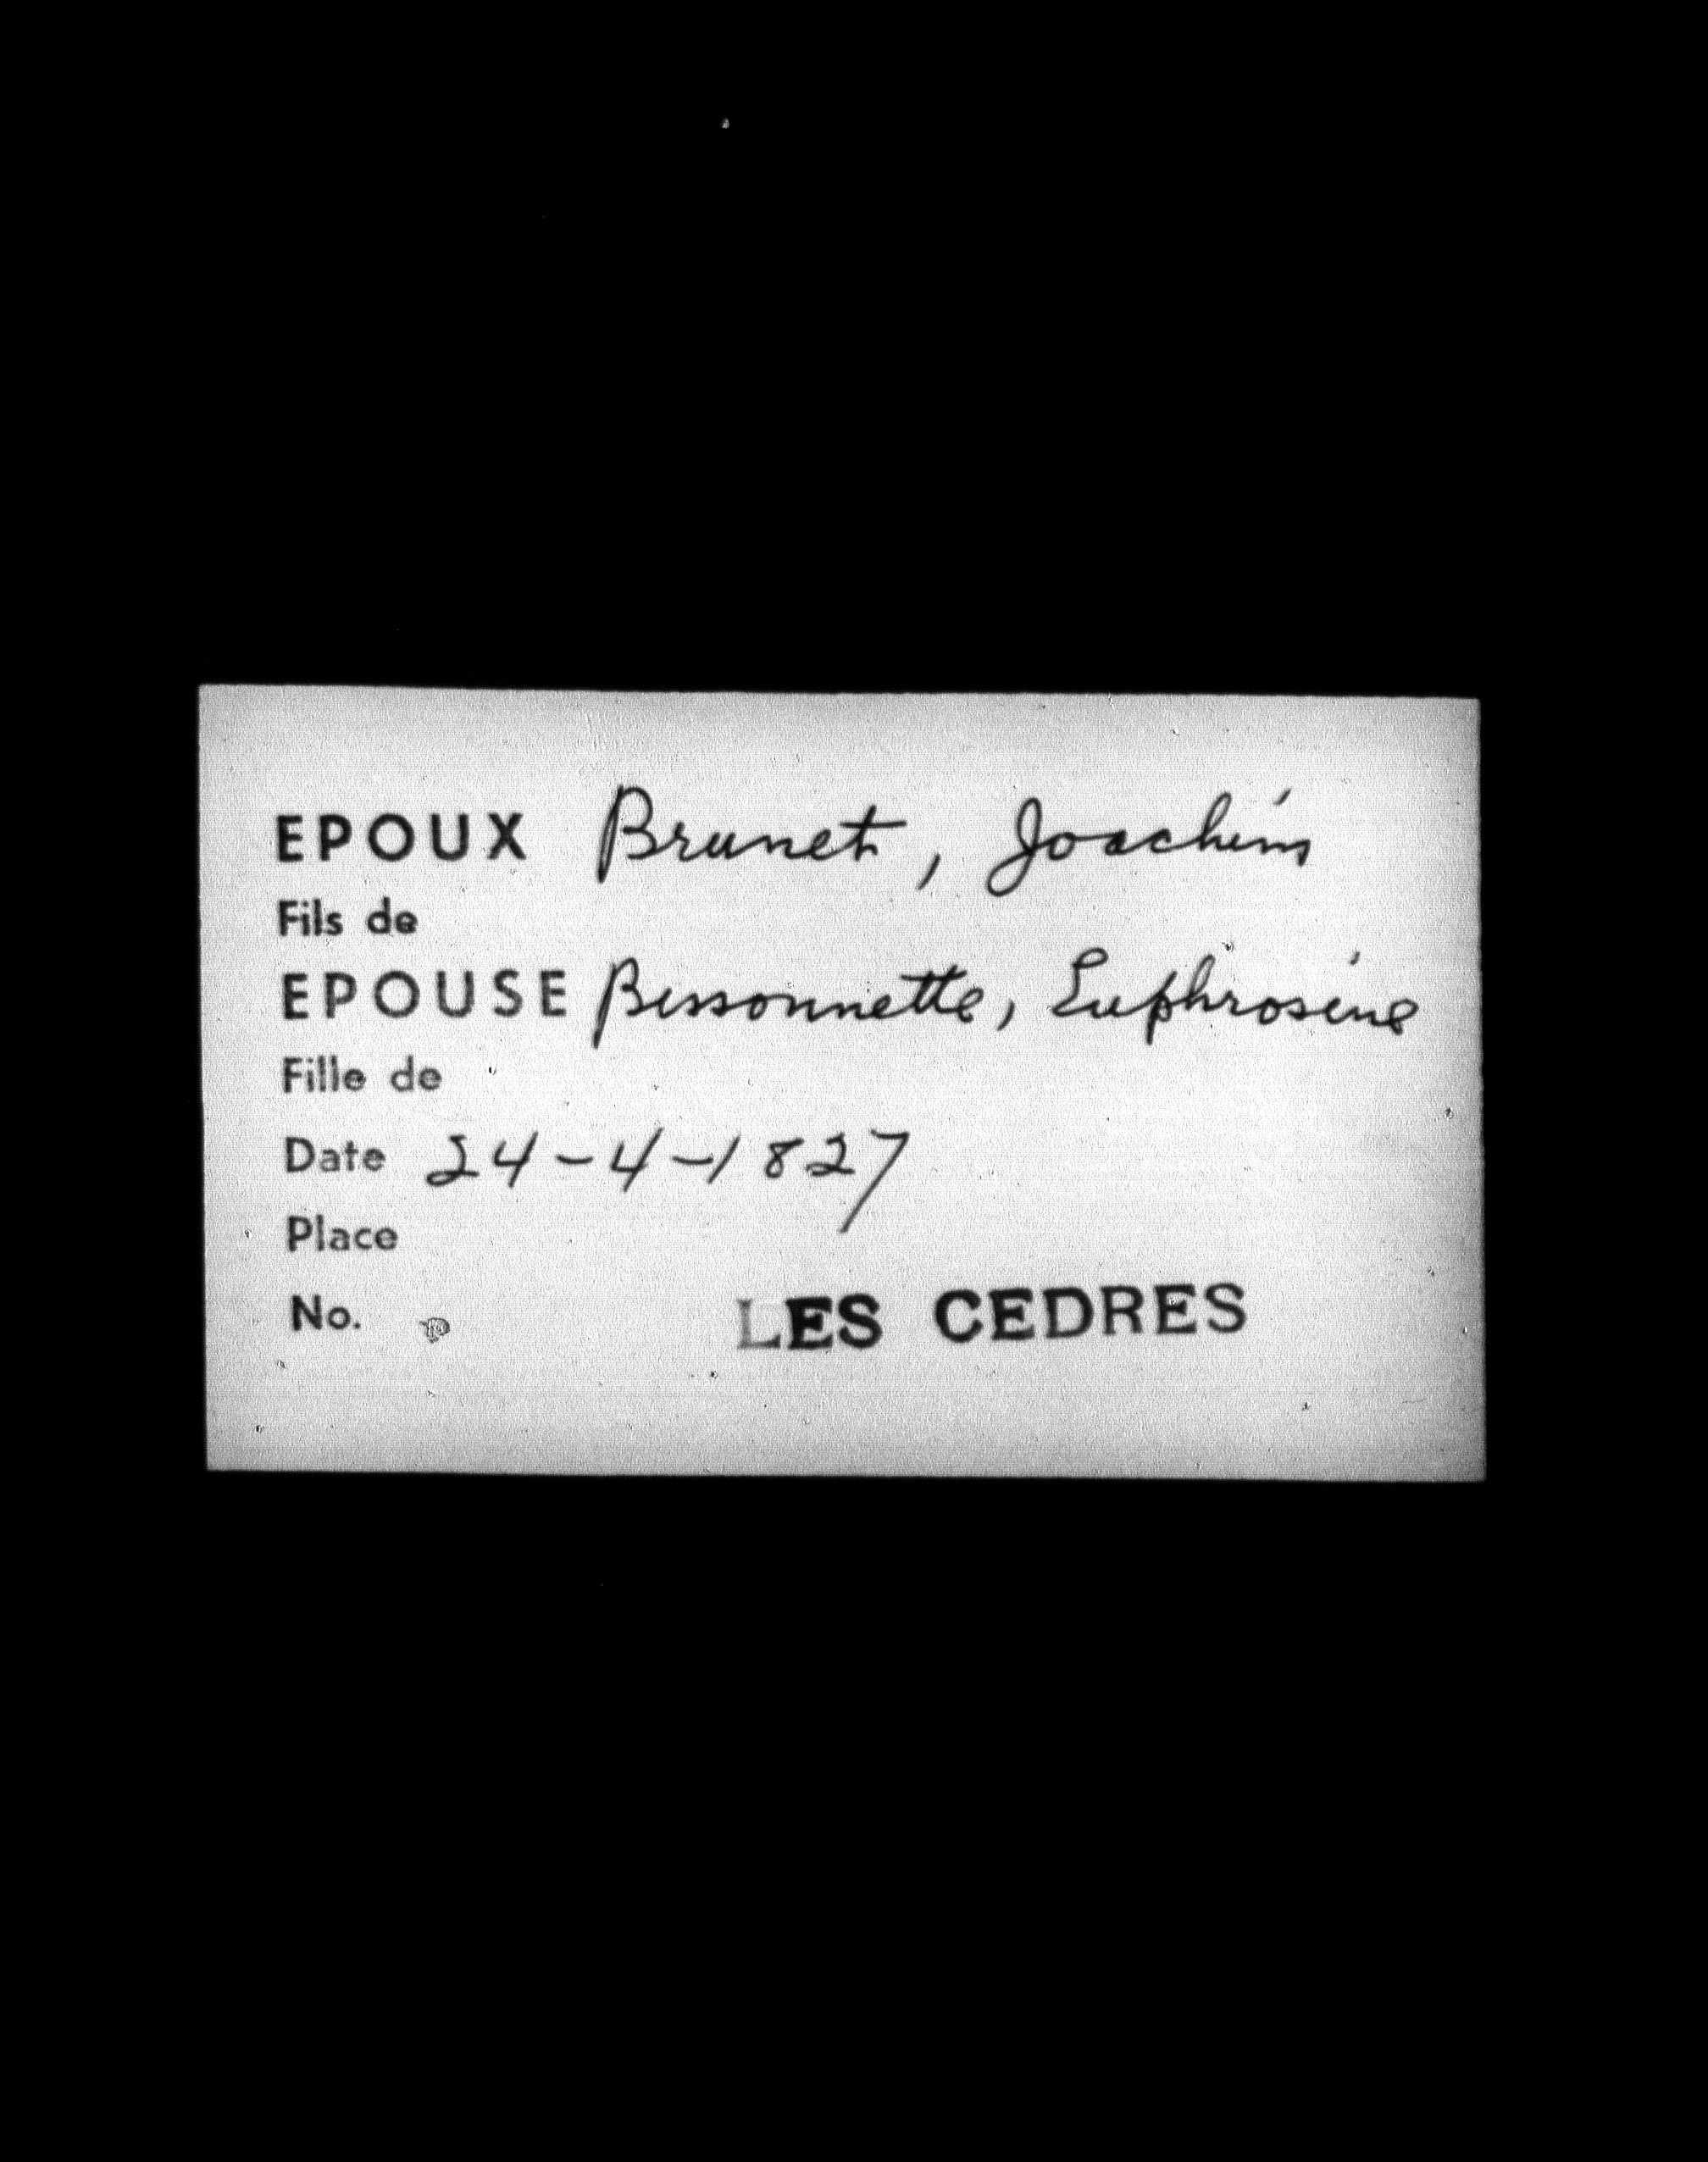 EPOUX Brunet, Joachim
Fils de
EPOUSE Bissonnette, Euphrosine
Fille de
Date 24-4-1827
Place
No.
LES CEDRES